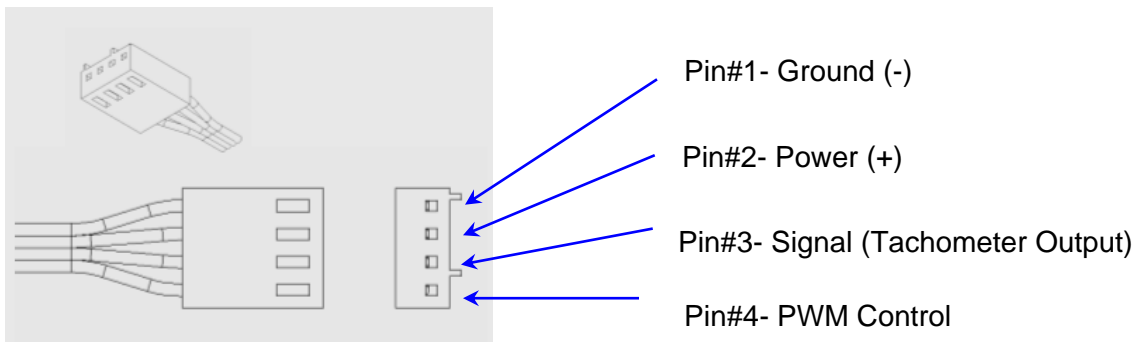 Pin#1- Ground (-)
Pin#2- Power (+)
Pin#3- Signal (Tachometer Output)
Pin#4- PWM Control